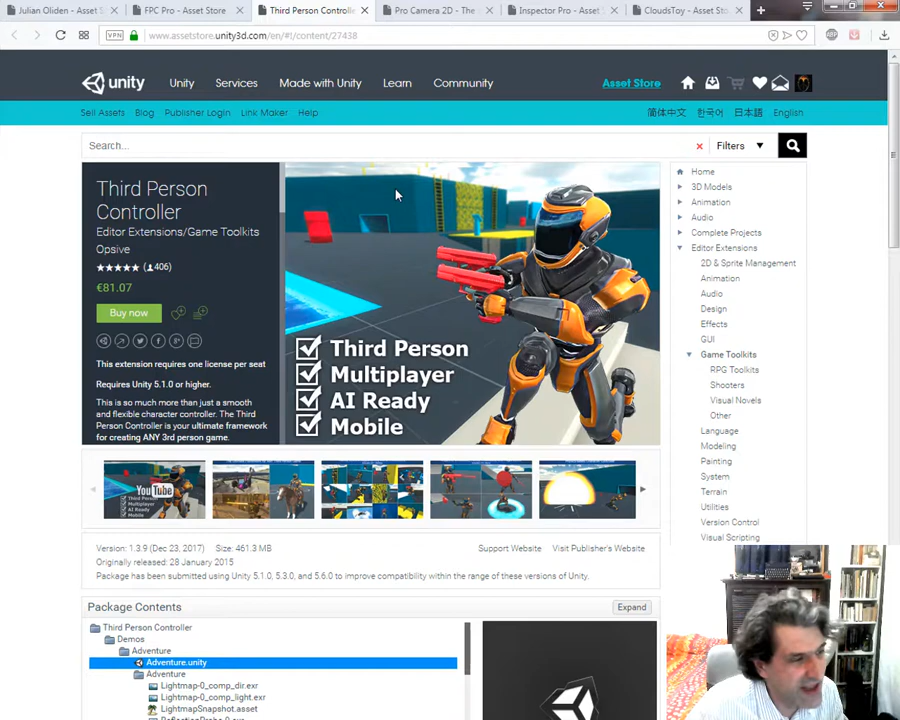 Julian Oliden - Asset S
FPC Pro - Asset Store
Third Person Controlle
Pro Camera 2D - The
Inspector Pro - Asset S
CloudsToy - Asset Sto
VPN
www.assetstore.unity3d.com/en/#!/content/27438
unity
Unity
Services
Made with Unity
Learn
Community
Asset Store
Sell Assets
Blog
Publisher Login
Link Maker
Help
简体中文
한국어
日本語
English
Search...
Filters
Third Person
Controller
Editor Extensions/Game Toolkits
Opsive
(406)
€81.07
Buy now
This extension requires one license per seat
Requires Unity 5.1.0 or higher.
This is so much more than just a smooth
and flexible character controller. The Third
Person Controller is your ultimate framework
for creating ANY 3rd person game.
Third Person
Multiplayer
AI Ready
Mobile
Home
3D Models
Animation
Audio
Complete Projects
Editor Extensions
2D & Sprite Management
Animation
Audio
Design
Effects
GUI
Game Toolkits
RPG Toolkits
Shooters
Visual Novels
Other
Language
Modeling
Painting
System
Terrain
Utilities
Version Control
Visual Scripting
YouTube
Version: 1.3.9 (Dec 23, 2017)
Size: 461.3 MB
Support Website
Visit Publisher's Website
Originally released: 28 January 2015
Package has been submitted using Unity 5.1.0, 5.3.0, and 5.6.0 to improve compatibility within the range of these versions of Unity.
Package Contents
Expand
Third Person Controller
Demos
Adventure
Adventure.unity
Adventure
Lightmap-0_comp_dir.exr
Lightmap-0_comp_light.exr
LightmapSnapshot.asset
ReflectionProbe-0.exr